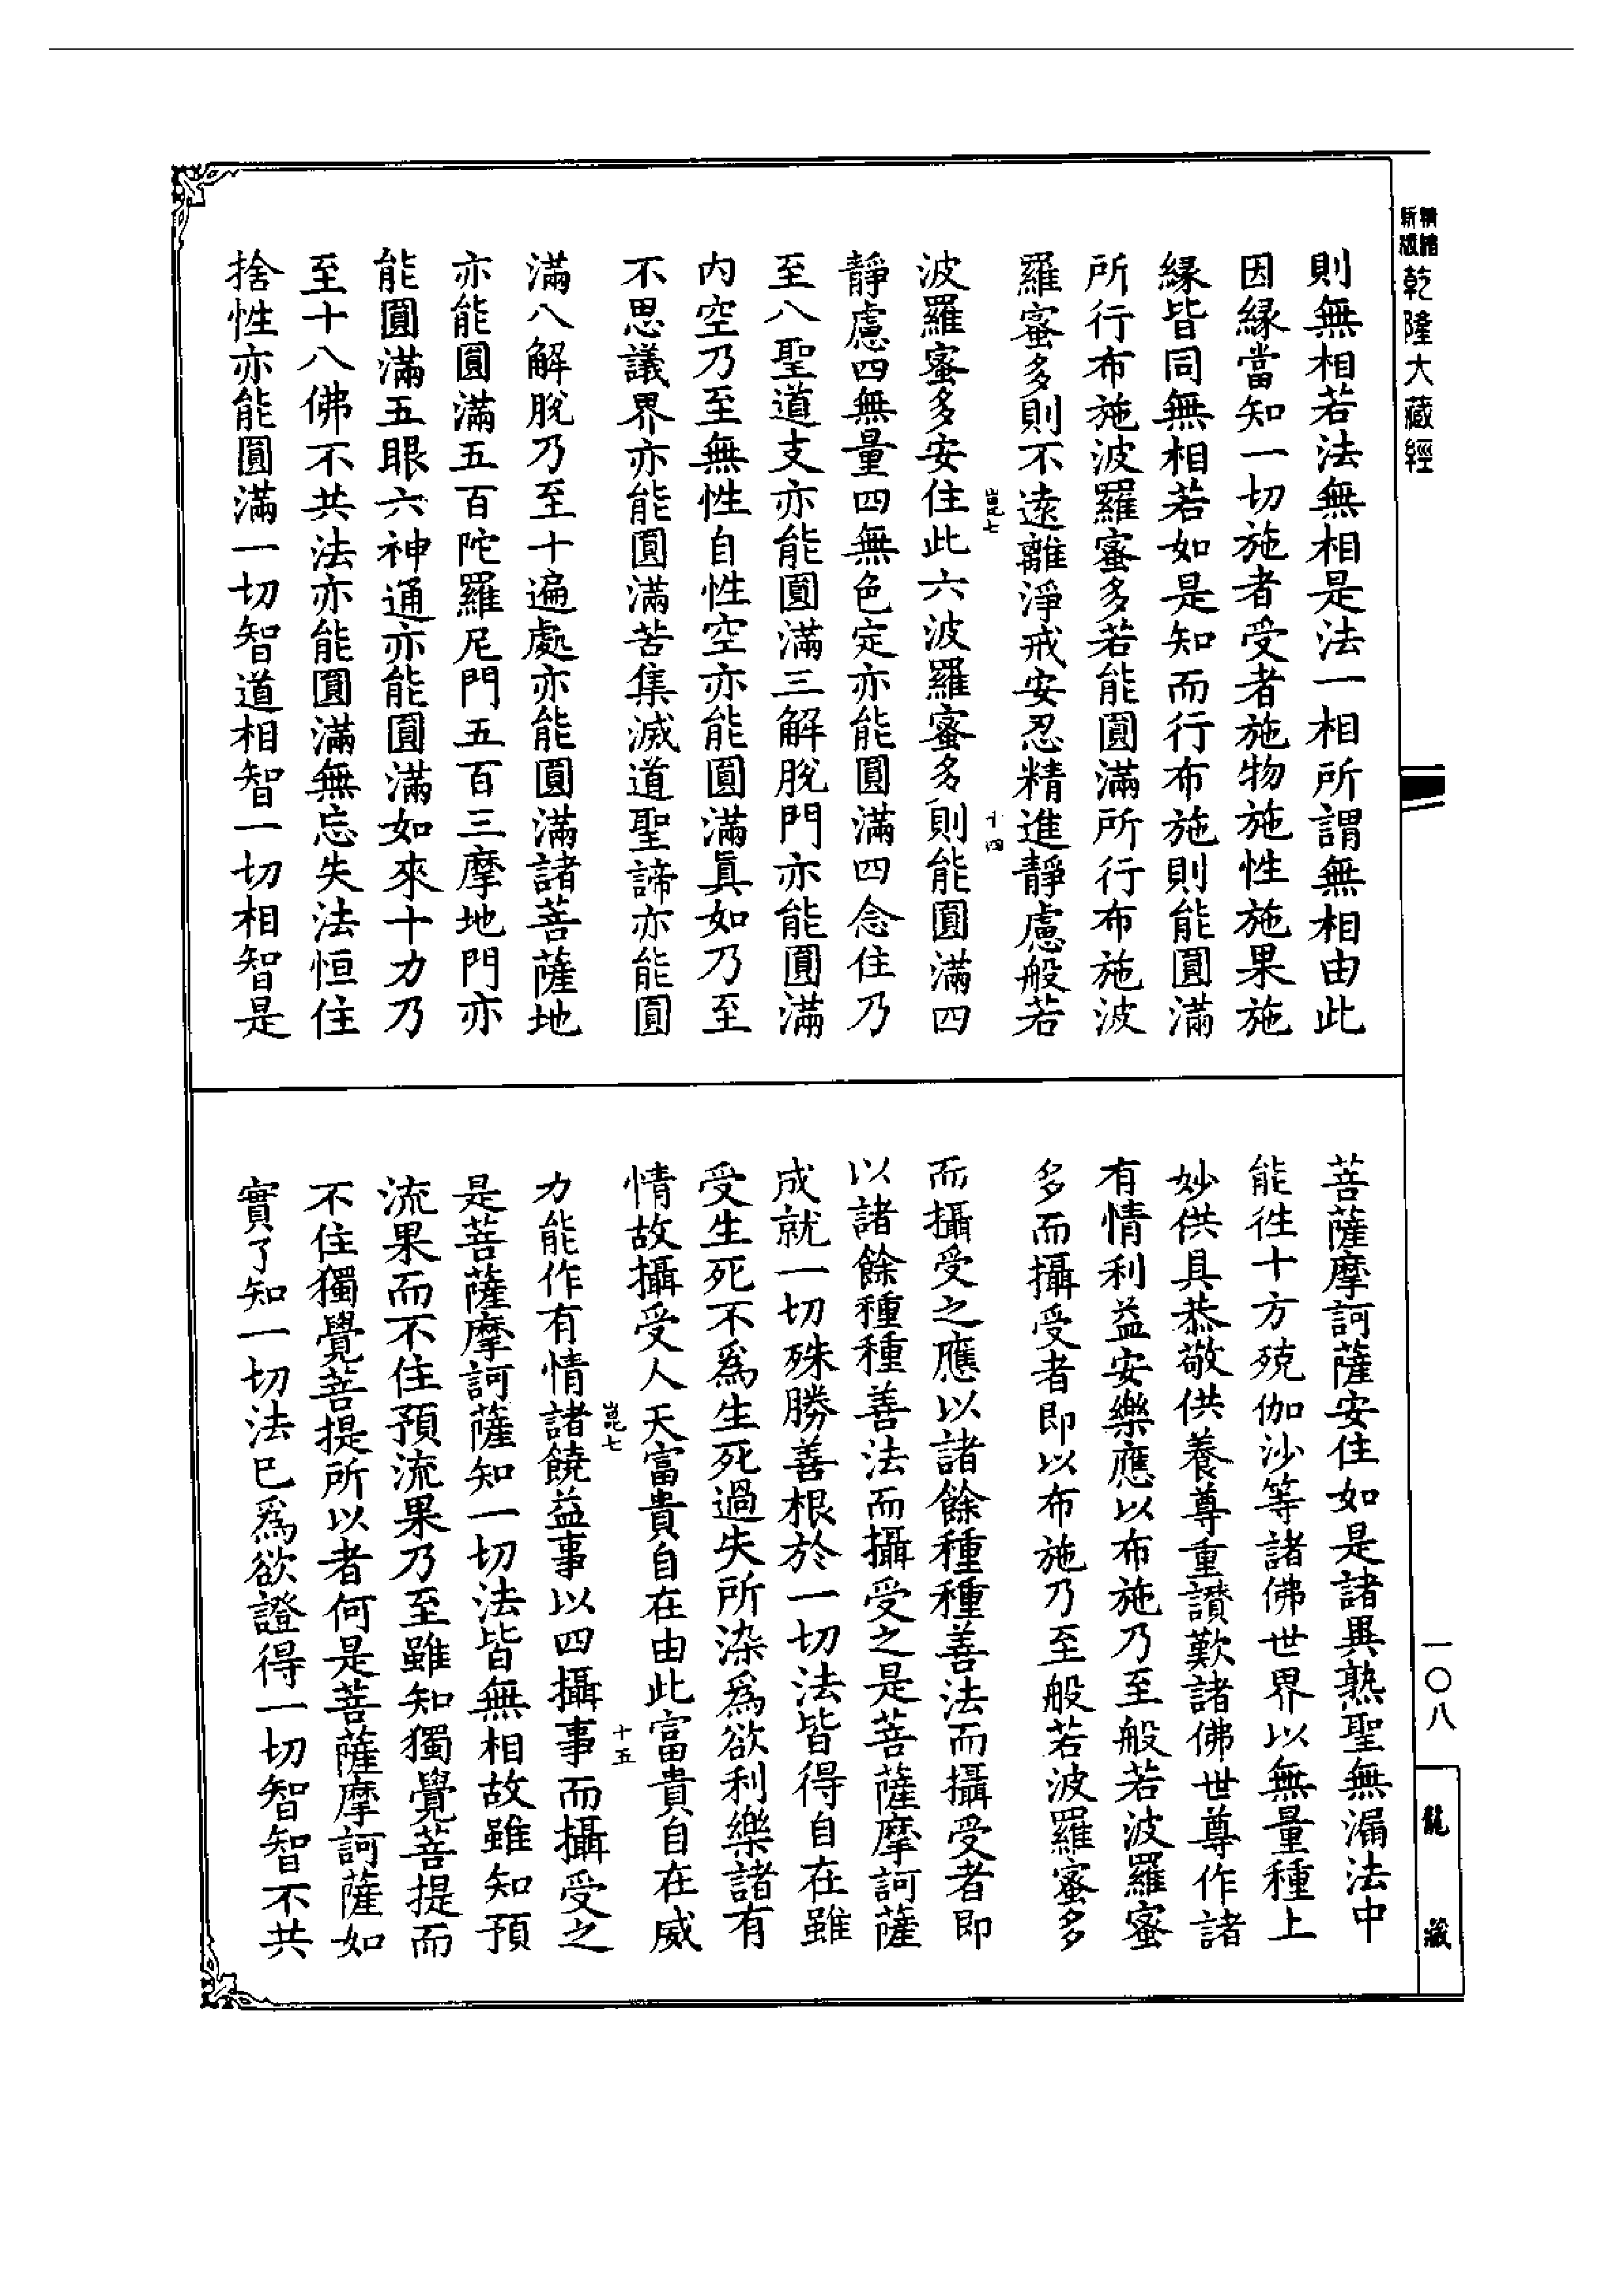 精縮新版乾隆大藏經
則無相若法無相是法一相所謂無相由此
因緣當知一切施者受者施物施性施果施
緣皆同無相若如是知而行布施則能圓滿
所行布施波羅蜜多若能圓滿所行布施波
羅蜜多則不遠離淨戒安忍精進靜慮般若
崑七 十四
波羅蜜多安住此六波羅蜜多則能圓滿四
靜慮四無量四無色定亦能圓滿四念住乃
至八聖道支亦能圓滿三解脫門亦能圓滿
內空乃至無性自性空亦能圓滿眞如乃至
不思議界亦能圓滿苦集滅道聖諦亦能圓
滿八解脫乃至十遍處亦能圓滿諸菩薩地
亦能圓滿五百陀羅尼門五百三摩地門亦
能圓滿五眼六神通亦能圓滿如來十力乃
至十八佛不共法亦能圓滿無忘失法恒住
捨性亦能圓滿一切智道相智一切相智是
菩薩摩訶薩安住如是諸異熟聖無漏法中
能徃十方殑伽沙等諸佛世界以無量種上
妙供具恭敬供養尊重讚歎諸佛世尊作諸
有情利益安樂應以布施乃至般若波羅蜜
多而攝受者即以布施乃至般若波羅蜜多
而攝受之應以諸餘種種善法而攝受者即
以諸餘種種善法而攝受之是菩薩摩訶薩
成就一切殊勝善根於一切法皆得自在雖
受生死不爲生死過失所染爲欲利樂諸有
情故攝受人天富貴自在由此富貴自在威
崑七 十五
力能作有情諸饒益事以四攝事而攝受之
是菩薩摩訶薩知一切法皆無相故雖知預
流果而不住預流果乃至雖知獨覺菩提而
不住獨覺菩提所以者何是菩薩摩訶薩如
實了知一切法已爲欲證得一切智智不共
一〇八
龍藏